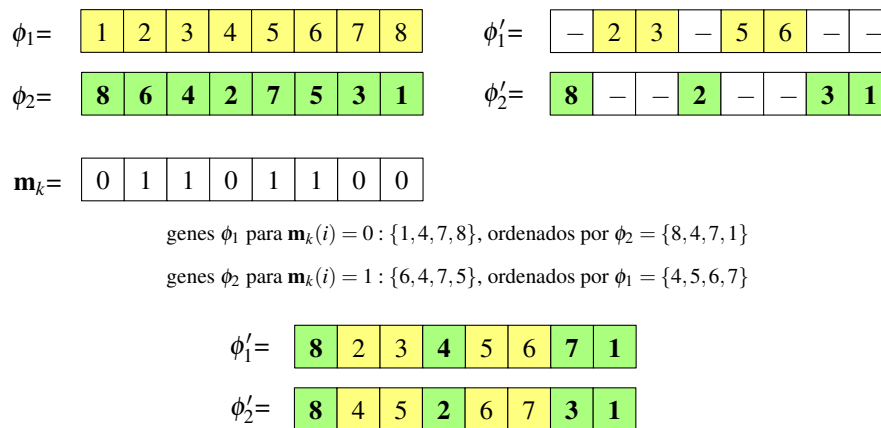 ϕ₁= 1 2 3 4 5 6 7 8
ϕ₁′= – 2 3 – 5 6 – –
ϕ₂= 8 6 4 2 7 5 3 1
ϕ₂′= 8 – – 2 – – 3 1
mₖ= 0 1 1 0 1 1 0 0
genes ϕ₁ para mₖ(i) = 0 : {1,4,7,8}, ordenados por ϕ₂ = {8,4,7,1}
genes ϕ₂ para mₖ(i) = 1 : {6,4,7,5}, ordenados por ϕ₁ = {4,5,6,7}
ϕ₁′= 8 2 3 4 5 6 7 1
ϕ₂′= 8 4 5 2 6 7 3 1